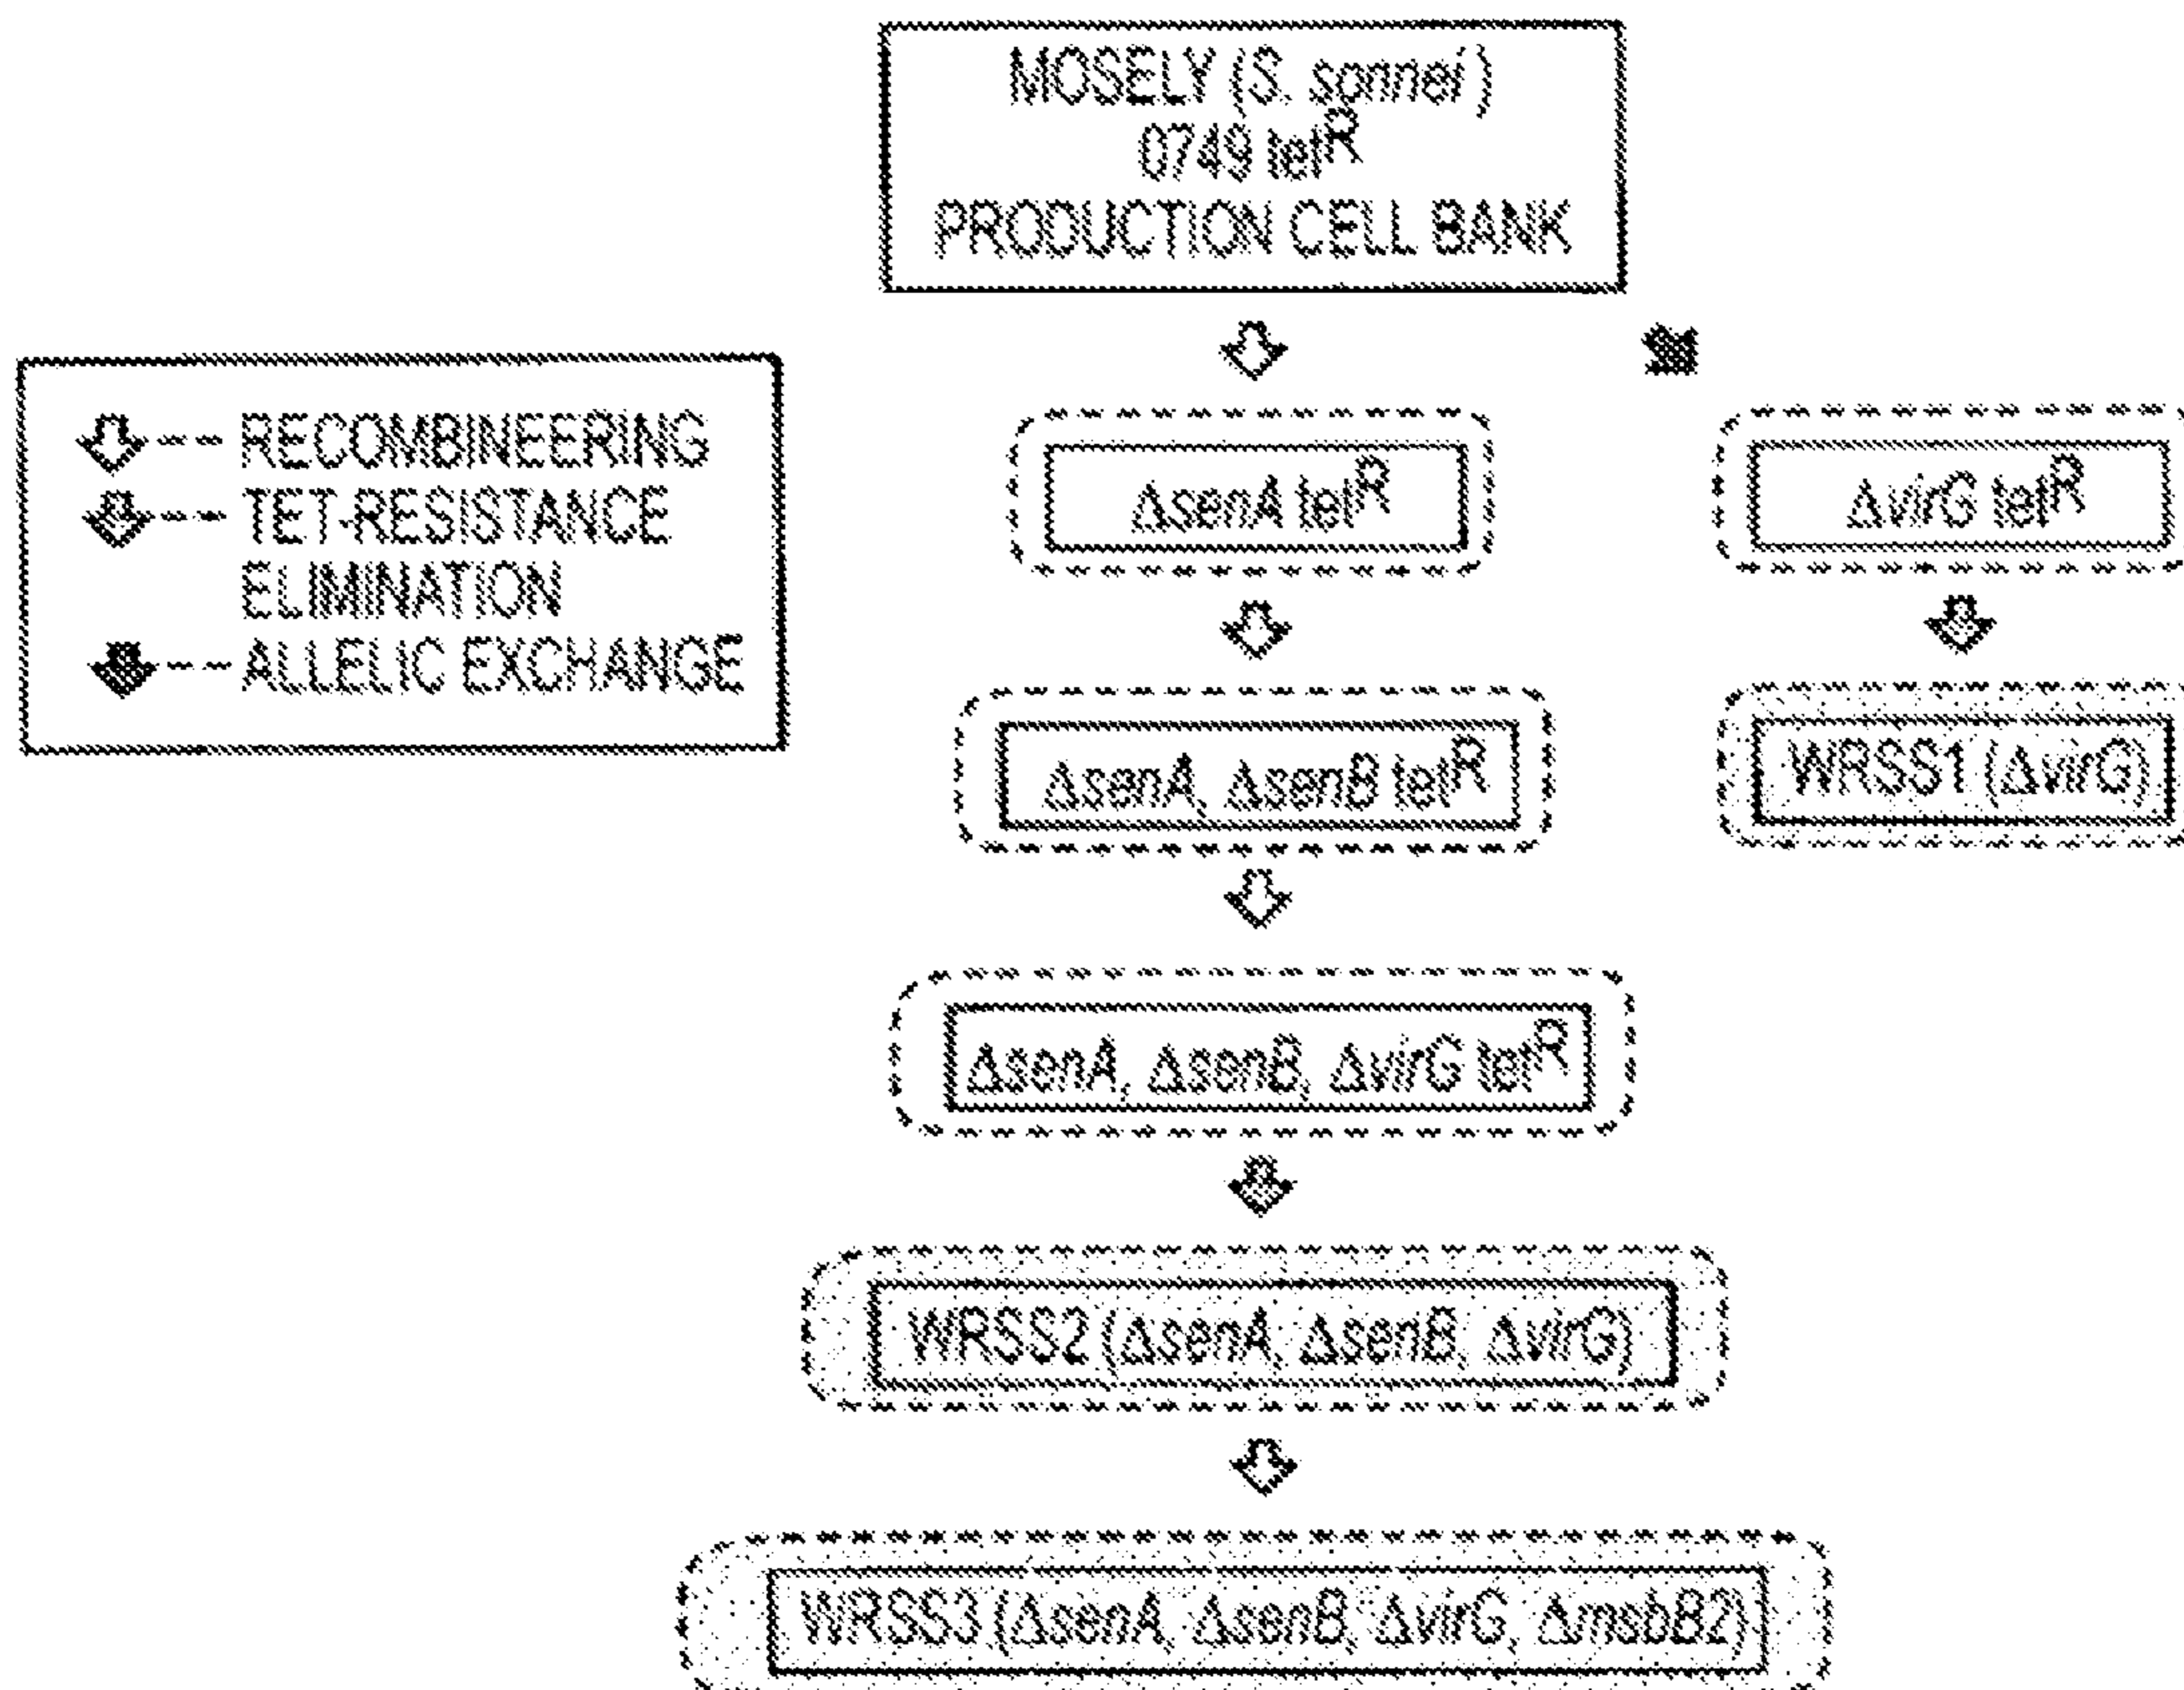 MOSELY (S. sonnei)
0749 tetR
PRODUCTION CELL BANK
RECOMBINEERING
TET-RESISTANCE
ELIMINATION
ALLELIC EXCHANGE
ΔsenA tetR
ΔvirG tetR
ΔsenA, ΔsenB tetR
WRSS1 (ΔvirG)
ΔsenA, ΔsenB, ΔvirG tetR
WRSS2 (ΔsenA, ΔsenB, ΔvirG)
WRSS3 (ΔsenA, ΔsenB, ΔvirG, ΔmsbB2)